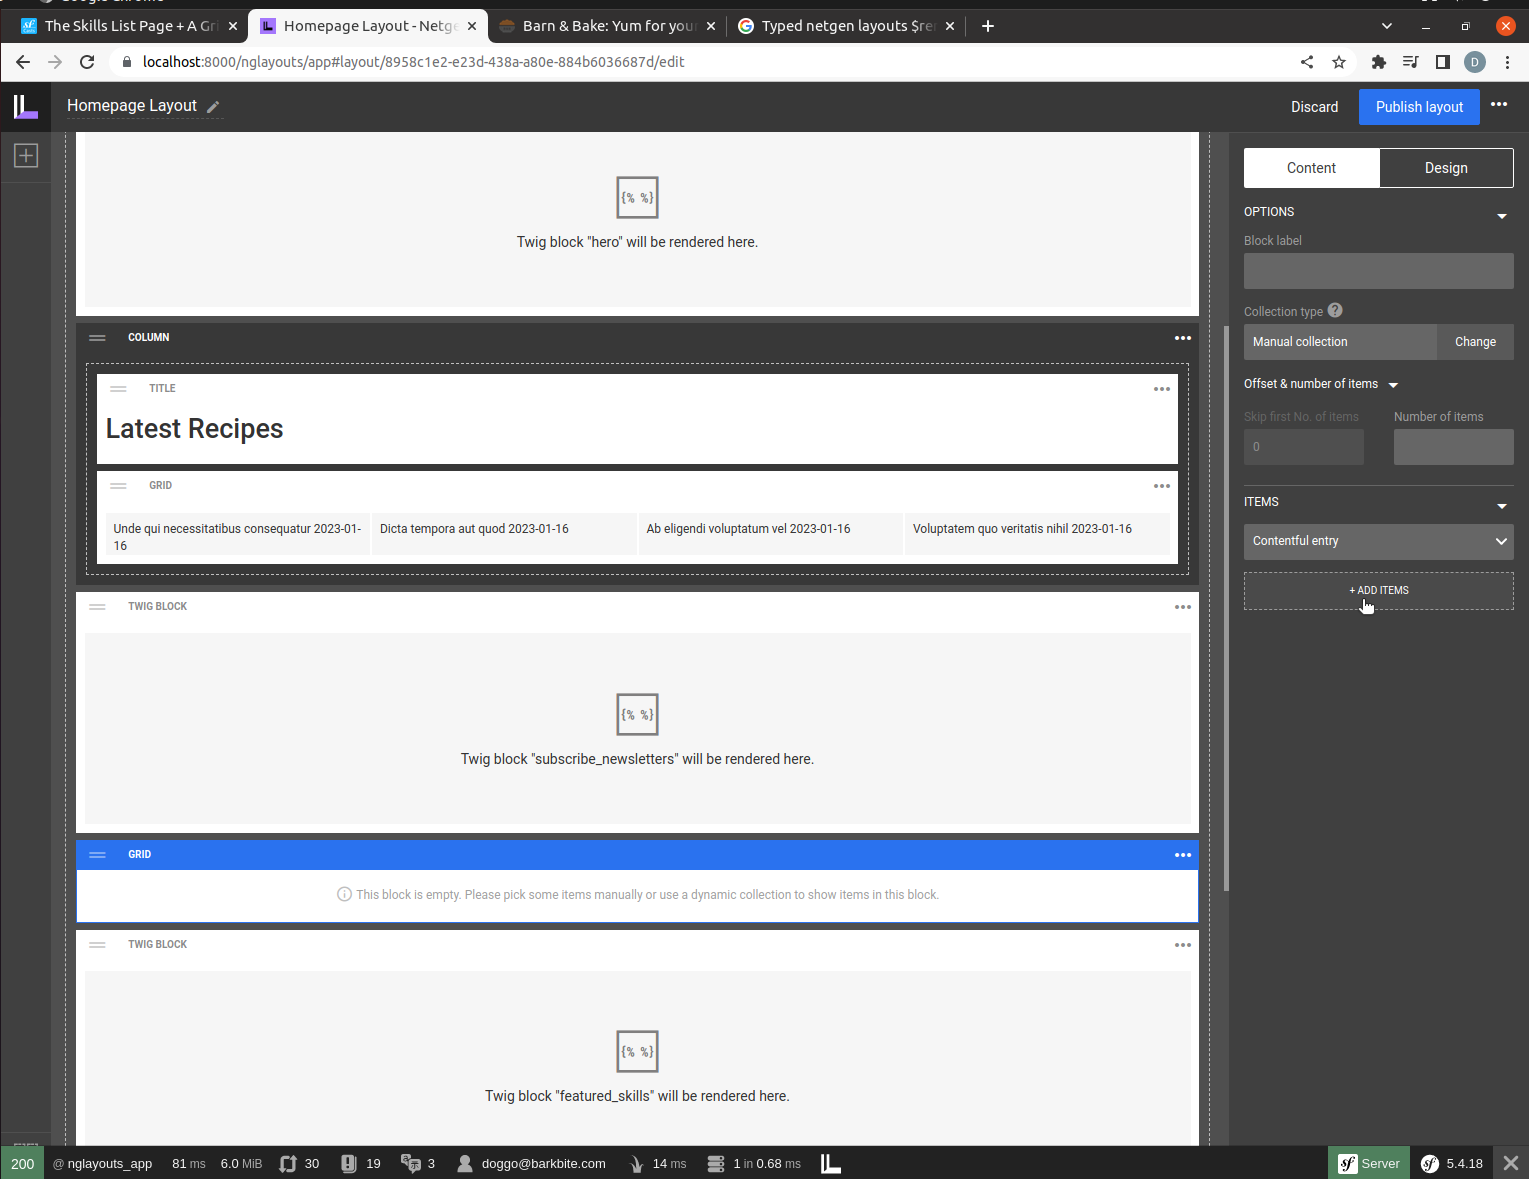 The Skills List Page + A Gri
Homepage Layout - Netge
Barn & Bake: Yum for your
Typed netgen layouts $re
localhost:8000/nglayouts/app#layout/8958c1e2-e23d-438a-a80e-884b6036687d/edit
D
Homepage Layout
Discard
Publish layout
{% %}
Twig block "hero" will be rendered here.
COLUMN
TITLE
Latest Recipes
GRID
Unde qui necessitatibus consequatur 2023-01-
16
Dicta tempora aut quod 2023-01-16
Ab eligendi voluptatum vel 2023-01-16
Voluptatem quo veritatis nihil 2023-01-16
TWIG BLOCK
{% %}
Twig block "subscribe_newsletters" will be rendered here.
GRID
This block is empty. Please pick some items manually or use a dynamic collection to show items in this block.
TWIG BLOCK
{% %}
Twig block "featured_skills" will be rendered here.
Content
Design
OPTIONS
Block label
Collection type ?
Manual collection
Change
Offset & number of items
Skip first No. of items
Number of items
0
ITEMS
Contentful entry
+ ADD ITEMS
200 @ nglayouts_app 81 ms 6.0 MiB 30 19 3 doggo@barkbite.com 14 ms 1 in 0.68 ms sf Server sf 5.4.18